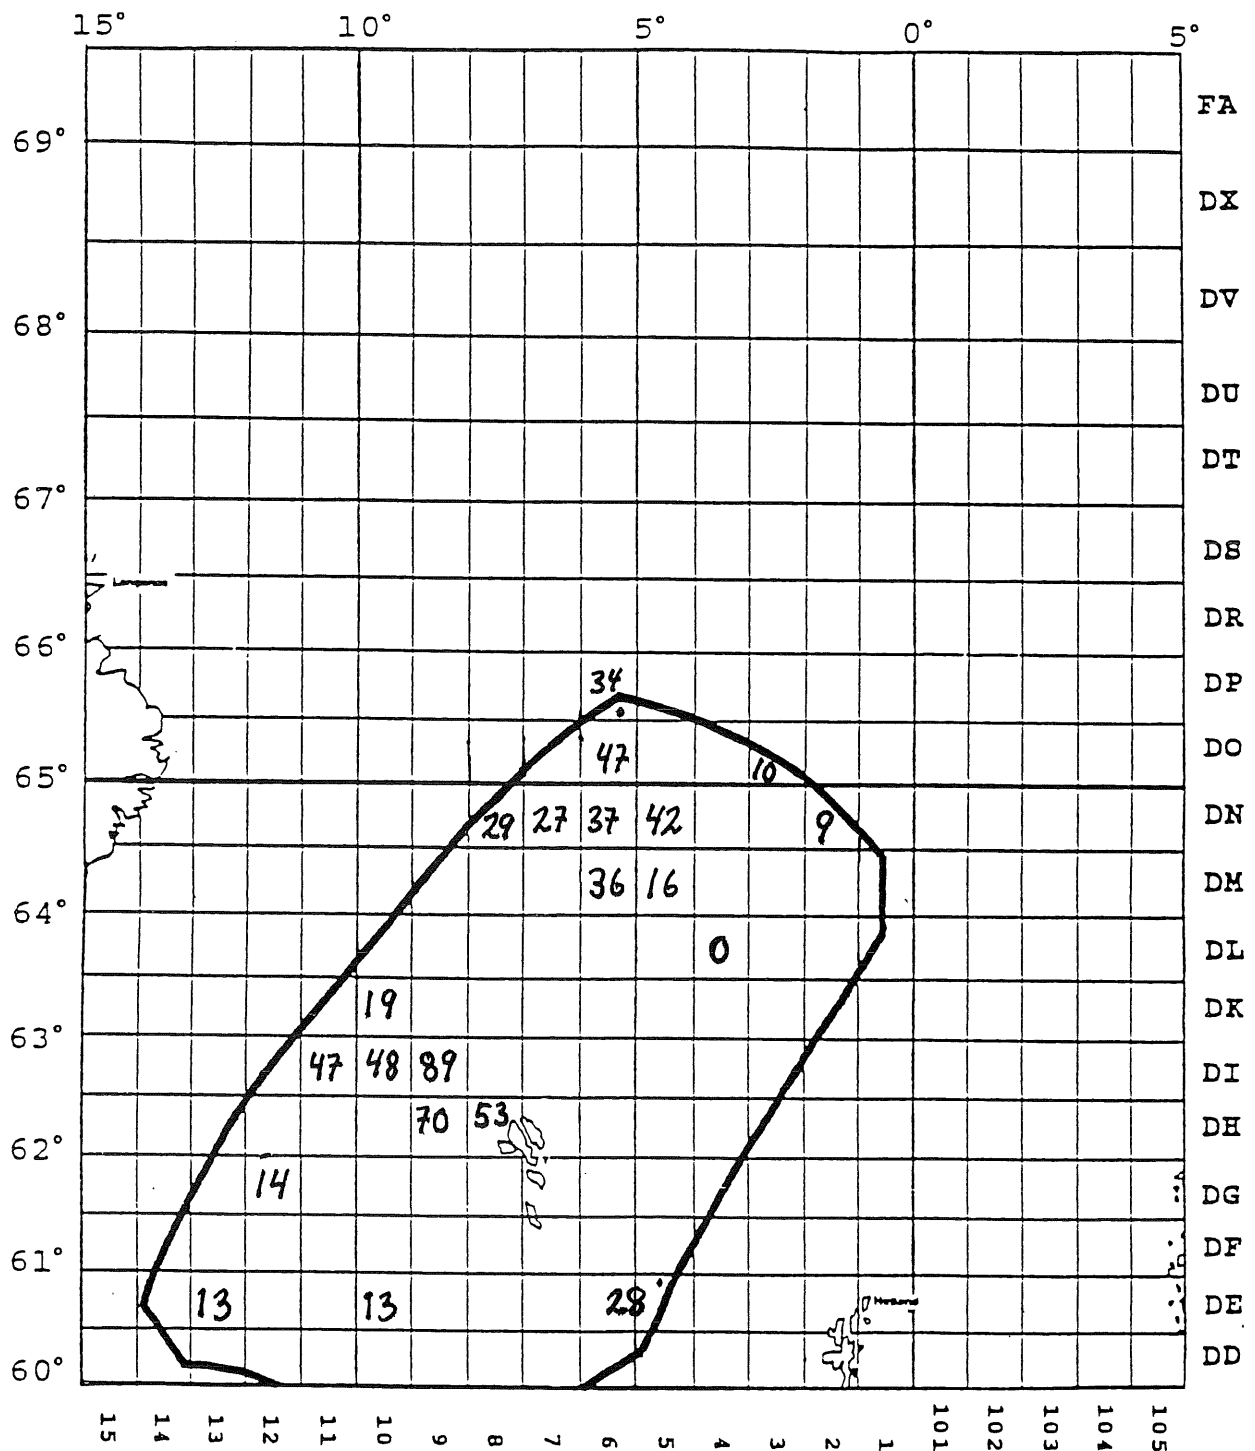 15° 10° 5° 0° 5°
FA
69°
DX
DV
68°
DU
DT
67°
DS
DR
66°
34 DP
47 10 DO
65°
29 27 37 42 9 DN
36 16 DM
64°
0 DL
19 DK
63°
47 48 89 DI
70 53 DH
62°
14 DG
DF
61°
13 13 28 DE
DD
60°
15 14 13 12 11 10 9 8 7 6 5 4 3 2 1 101 102 103 104 105